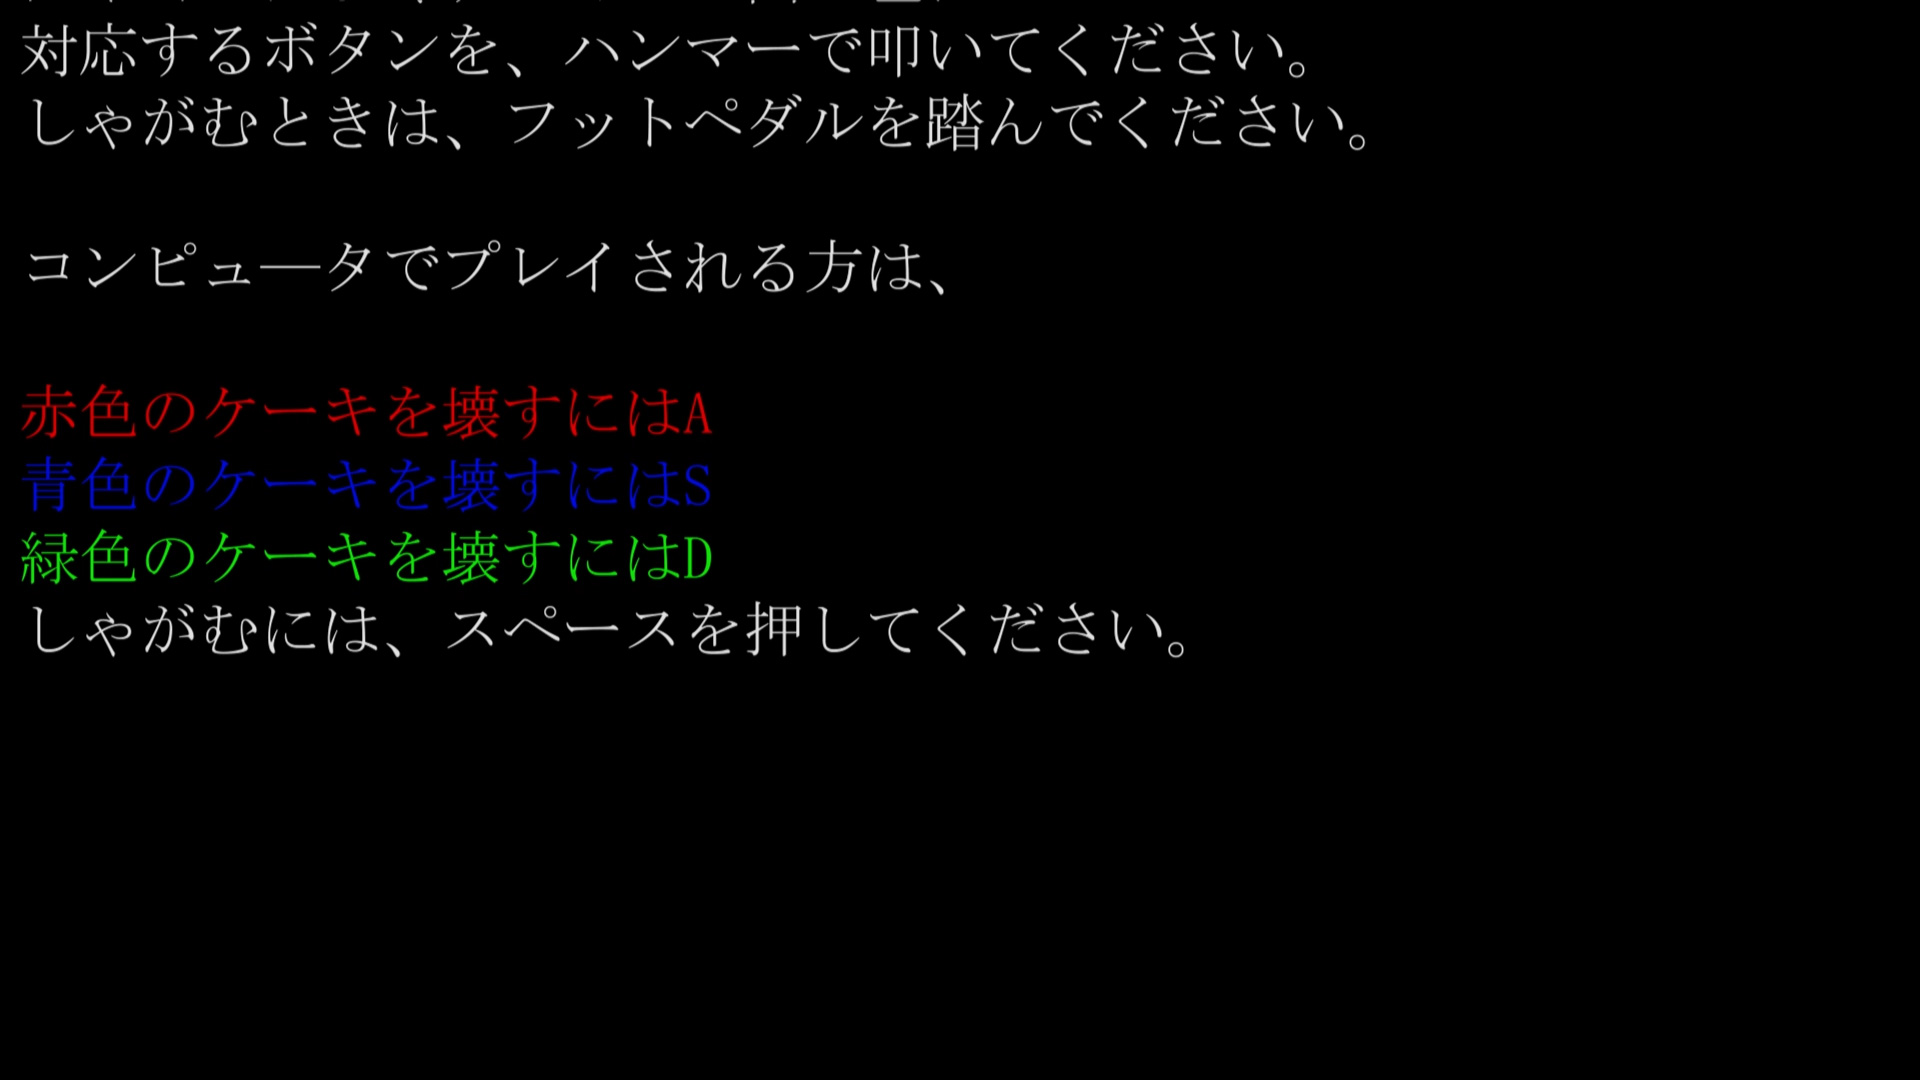 対応するボタンを、ハンマーで叩いてください。
しゃがむときは、フットペダルを踏んでください。
コンピュ―タでプレイされる方は、
赤色のケーキを壊すにはA
青色のケーキを壊すにはS
緑色のケーキを壊すにはD
しゃがむには、スペースを押してください。